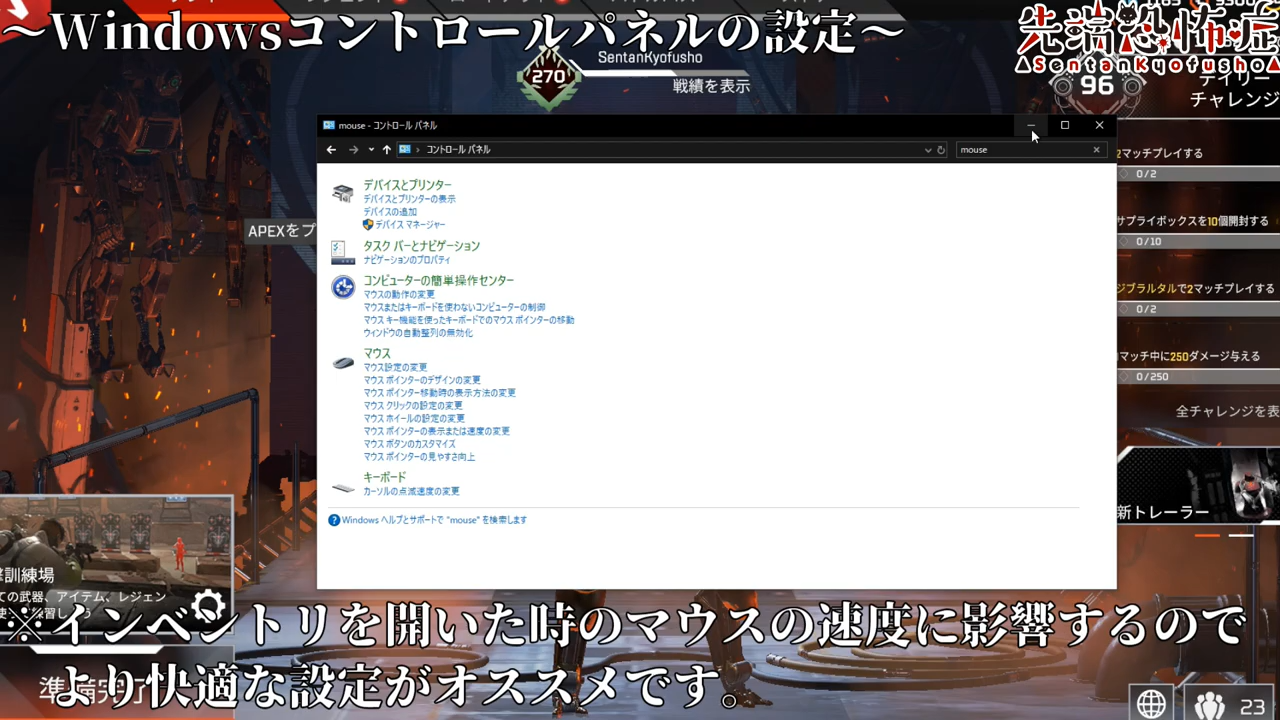 ~Windowsコントロールパネルの設定~
先端恐怖症
SentanKyofusho
SentanKyofusho
270
戦績を表示
96
デイリー
チャレンジ
mouse - コントロール パネル
コントロール パネル
mouse
デバイスとプリンター
デバイスとプリンターの表示
デバイスの追加
デバイス マネージャー
タスク バーとナビゲーション
ナビゲーションのプロパティ
コンピューターの簡単操作センター
マウスの動作の変更
マウスまたはキーボードを使わないコンピューターの制御
マウス キー機能を使ったキーボードでのマウス ポインターの移動
ウィンドウの自動整列の無効化
マウス
マウス設定の変更
マウス ポインターのデザインの変更
マウス ポインター移動時の表示方法の変更
マウス クリックの設定の変更
マウス ホイールの設定の変更
マウス ポインターの表示または速度の変更
マウス ボタンのカスタマイズ
マウス ポインターの見やすさ向上
キーボード
カーソルの点滅速度の変更
Windows ヘルプとサポートで "mouse" を検索します
APEXをプ
2マッチプレイする
0/2
サプライボックスを10個開封する
0/10
ジブラルタルで2マッチプレイする
0/2
マッチ中に250ダメージ与える
0/250
全チャレンジを表
新トレーラー
訓練場
ての武器、アイテム、レジェン
※インベントリを開いた時のマウスの速度に影響するので
より快適な設定がオススメです。
準備完了
23